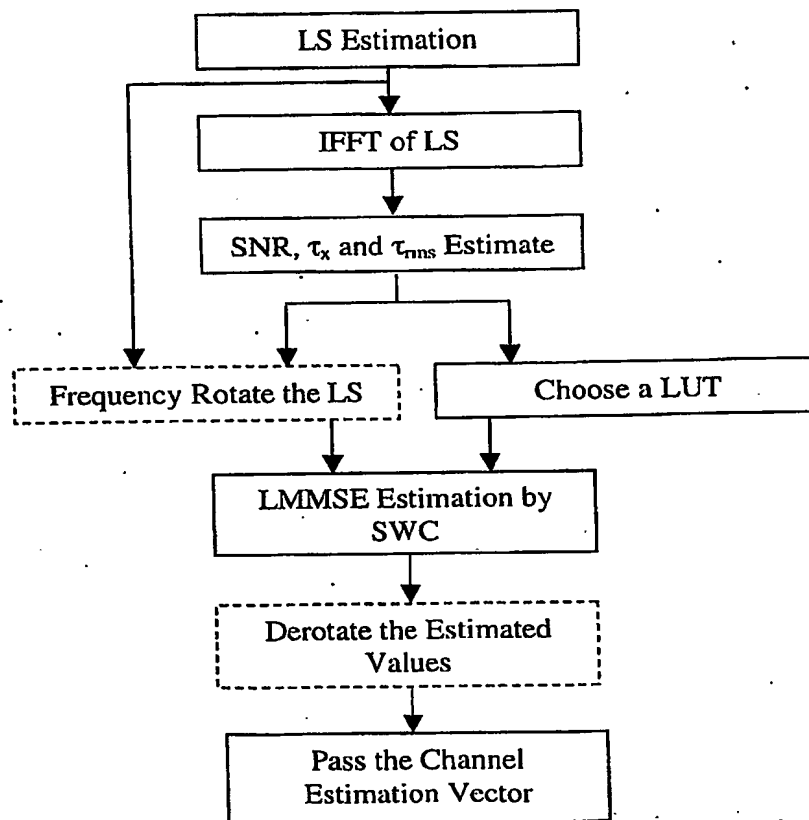 LS Estimation
IFFT of LS
SNR, τx and τrms Estimate
Frequency Rotate the LS
Choose a LUT
LMMSE Estimation by
SWC
Derotate the Estimated
Values
Pass the Channel
Estimation Vector